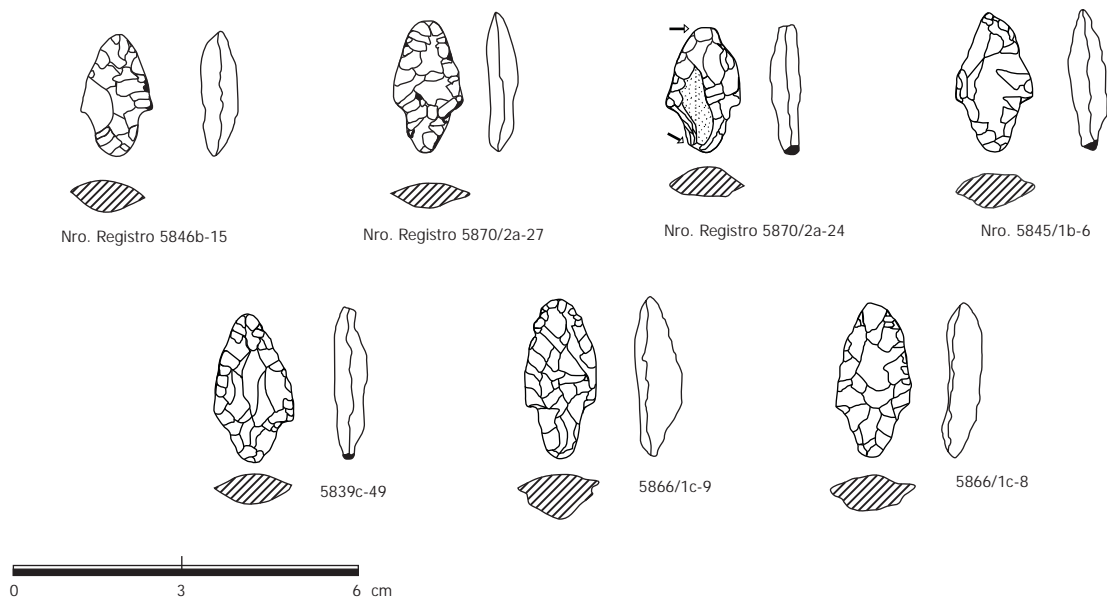 Nro. Registro 5846b-15
Nro. Registro 5870/2a-27
Nro. Registro 5870/2a-24
Nro. 5845/1b-6
5839c-49
5866/1c-9
5866/1c-8
0 3 6 cm